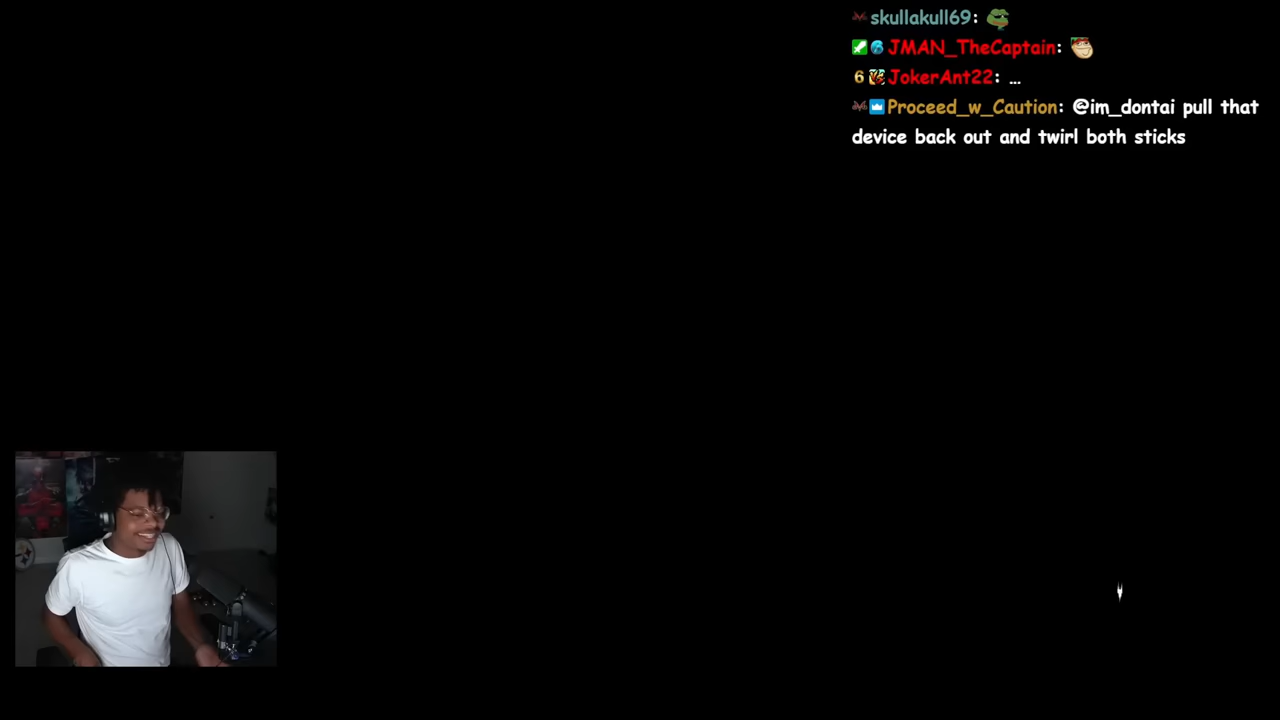 skullakull69:
JMAN_TheCaptain:
6 JokerAnt22: ...
Proceed_w_Caution: @im_dontai pull that
device back out and twirl both sticks